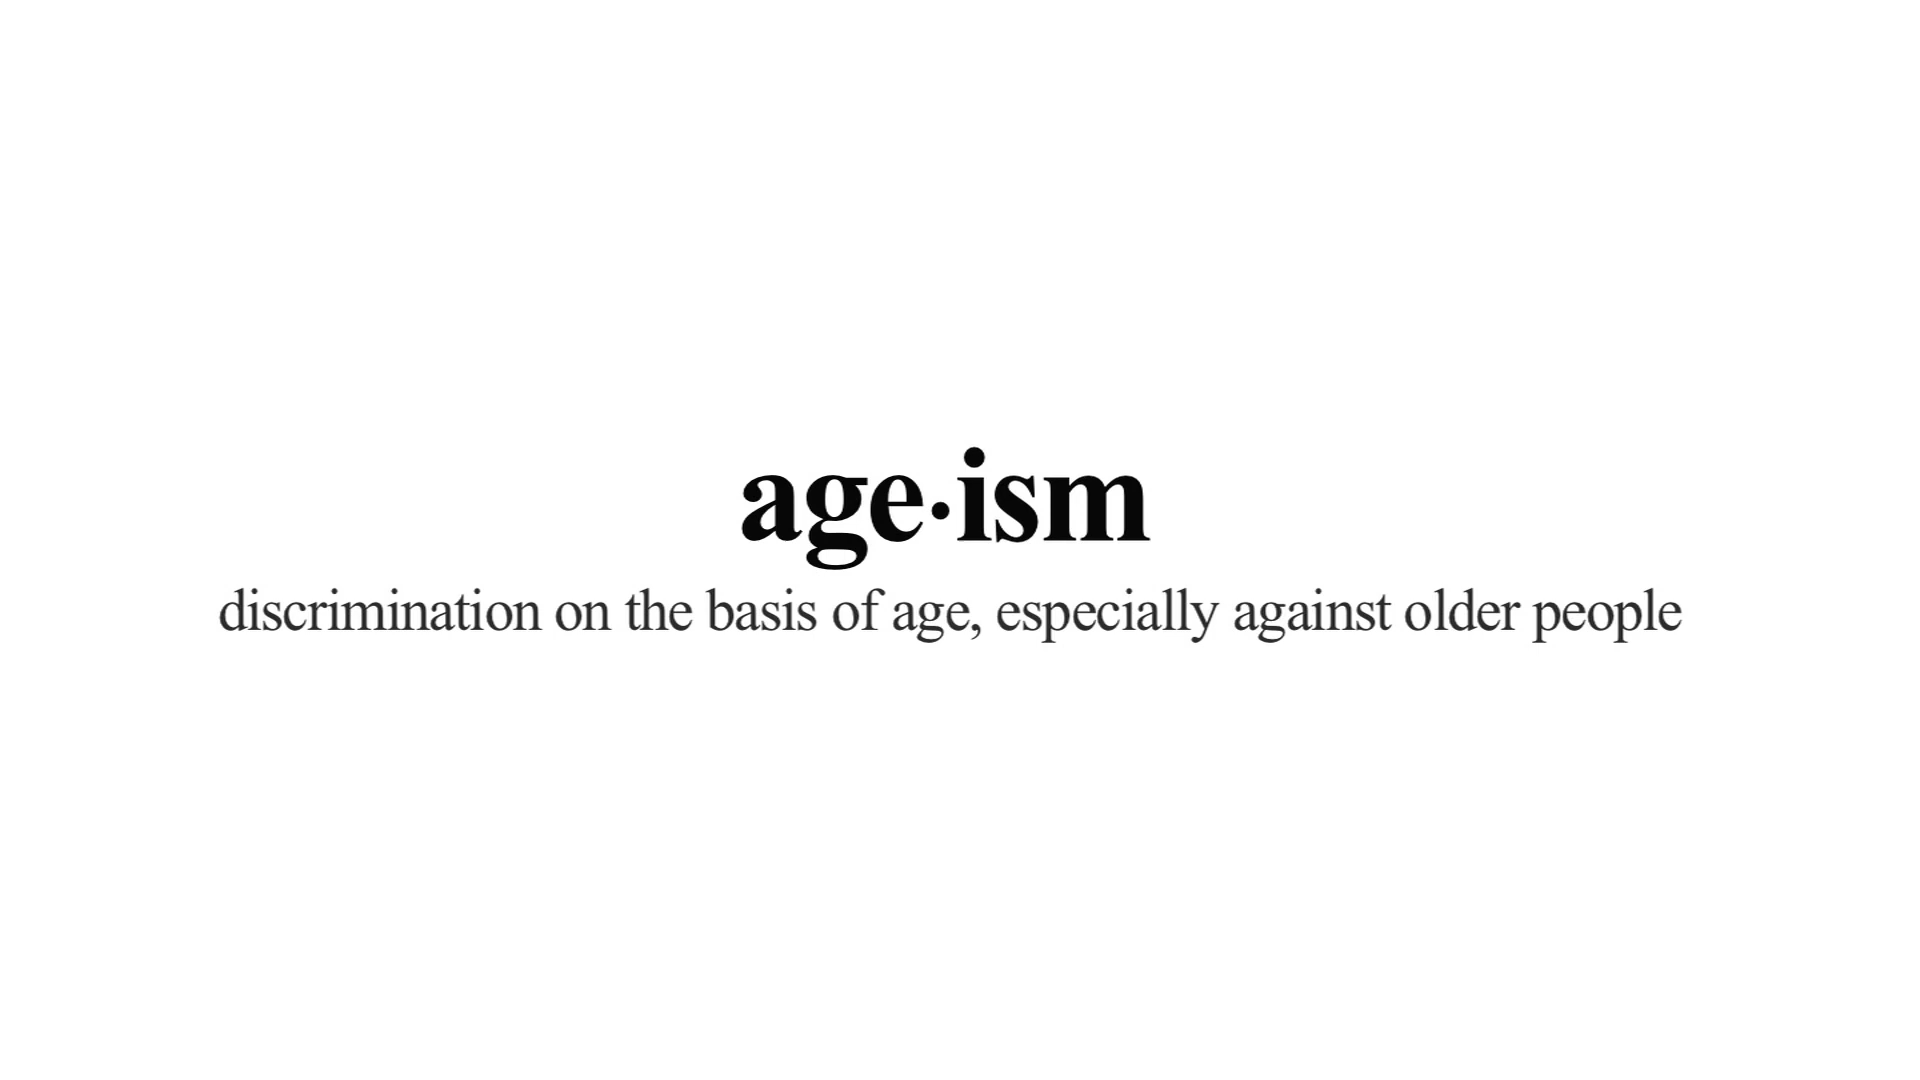 age·ism
discrimination on the basis of age, especially against older people